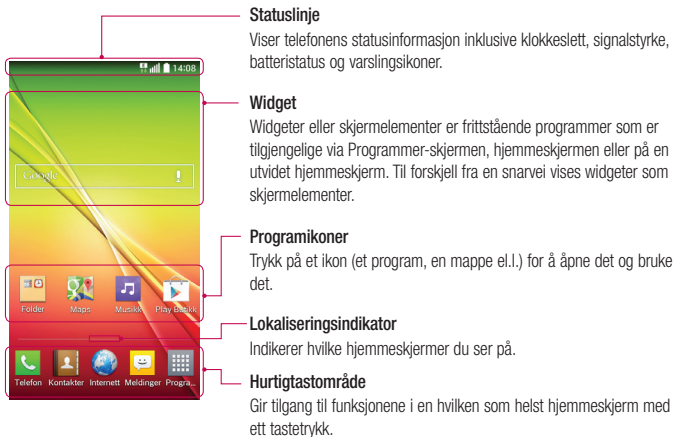 Statuslinje
Viser telefonens statusinformasjon inklusive klokkeslett, signalstyrke,
batteristatus og varslingsikoner.
14:08
Widget
Widgeter eller skjermelementer er frittstående programmer som er
tilgjengelige via Programmer-skjermen, hjemmeskjermen eller på en
utvidet hjemmeskjerm. Til forskjell fra en snarvei vises widgeter som
skjermelementer.
Google
Programikoner
Trykk på et ikon (et program, en mappe el.l.) for å åpne det og bruke
det.
Folder Maps Musikk Play Butikk
Lokaliseringsindikator
Indikerer hvilke hjemmeskjermer du ser på.
Telefon Kontakter Internett Meldinger Progra...
Hurtigtastområde
Gir tilgang til funksjonene i en hvilken som helst hjemmeskjerm med
ett tastetrykk.